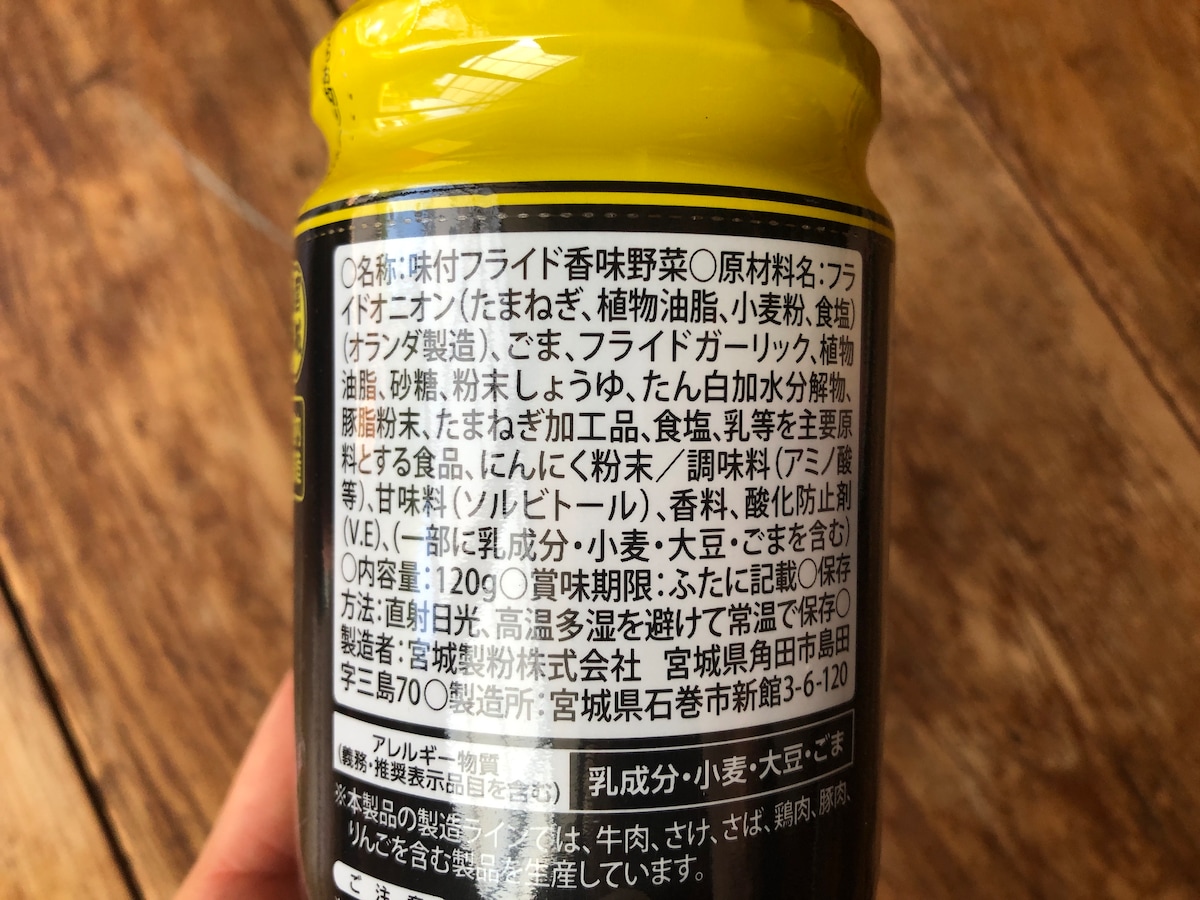 ○名称:味付フライド香味野菜○原材料名:フラ
イドオニオン(たまねぎ、植物油脂、小麦粉、食塩)
(オランダ製造)、ごま、フライドガーリック、植物
油脂、砂糖、粉末しょうゆ、たん白加水分解物、
豚脂粉末、たまねぎ加工品、食塩、乳等を主要原
料とする食品、にんにく粉末／調味料(アミノ酸
等)、甘味料(ソルビトール)、香料、酸化防止剤
(V.E)、(一部に乳成分・小麦・大豆・ごまを含む)
○内容量:120g○賞味期限:ふたに記載○保存
方法:直射日光、高温多湿を避けて常温で保存○
製造者:宮城製粉株式会社 宮城県角田市島田
字三島70○製造所:宮城県石巻市新館3-6-120
アレルギー物質
(義務・推奨表示品目を含む)
乳成分・小麦・大豆・ごま
※本製品の製造ラインでは、牛肉、さけ、さば、鶏肉、豚肉、
りんごを含む製品を生産しています。
ご注意